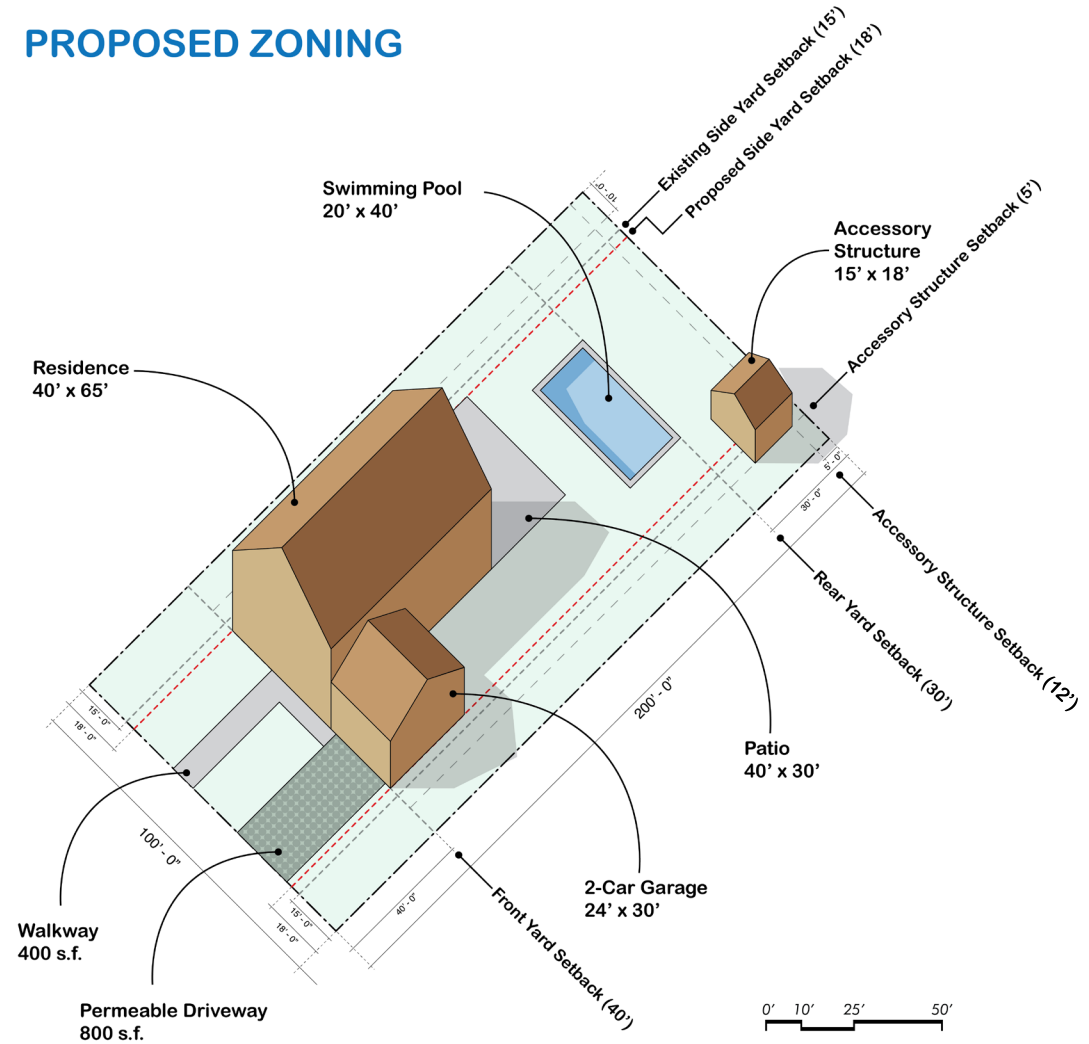 PROPOSED ZONING
Existing Side Yard Setback (15’)
Proposed Side Yard Setback (18’)
10' - 0"
Swimming Pool
20’ x 40’
Accessory
Structure
15’ x 18’
Accessory Structure Setback (5’)
Residence
40’ x 65’
5' - 0"
30' - 0"
Accessory Structure Setback (12’)
Rear Yard Setback (30’)
200' - 0"
15' - 0"
18' - 0"
Patio
40’ x 30’
100' - 0"
2-Car Garage
24’ x 30’
40' - 0"
15' - 0"
18' - 0"
Front Yard Setback (40’)
Walkway
400 s.f.
Permeable Driveway
800 s.f.
0’ 10’ 25’ 50’